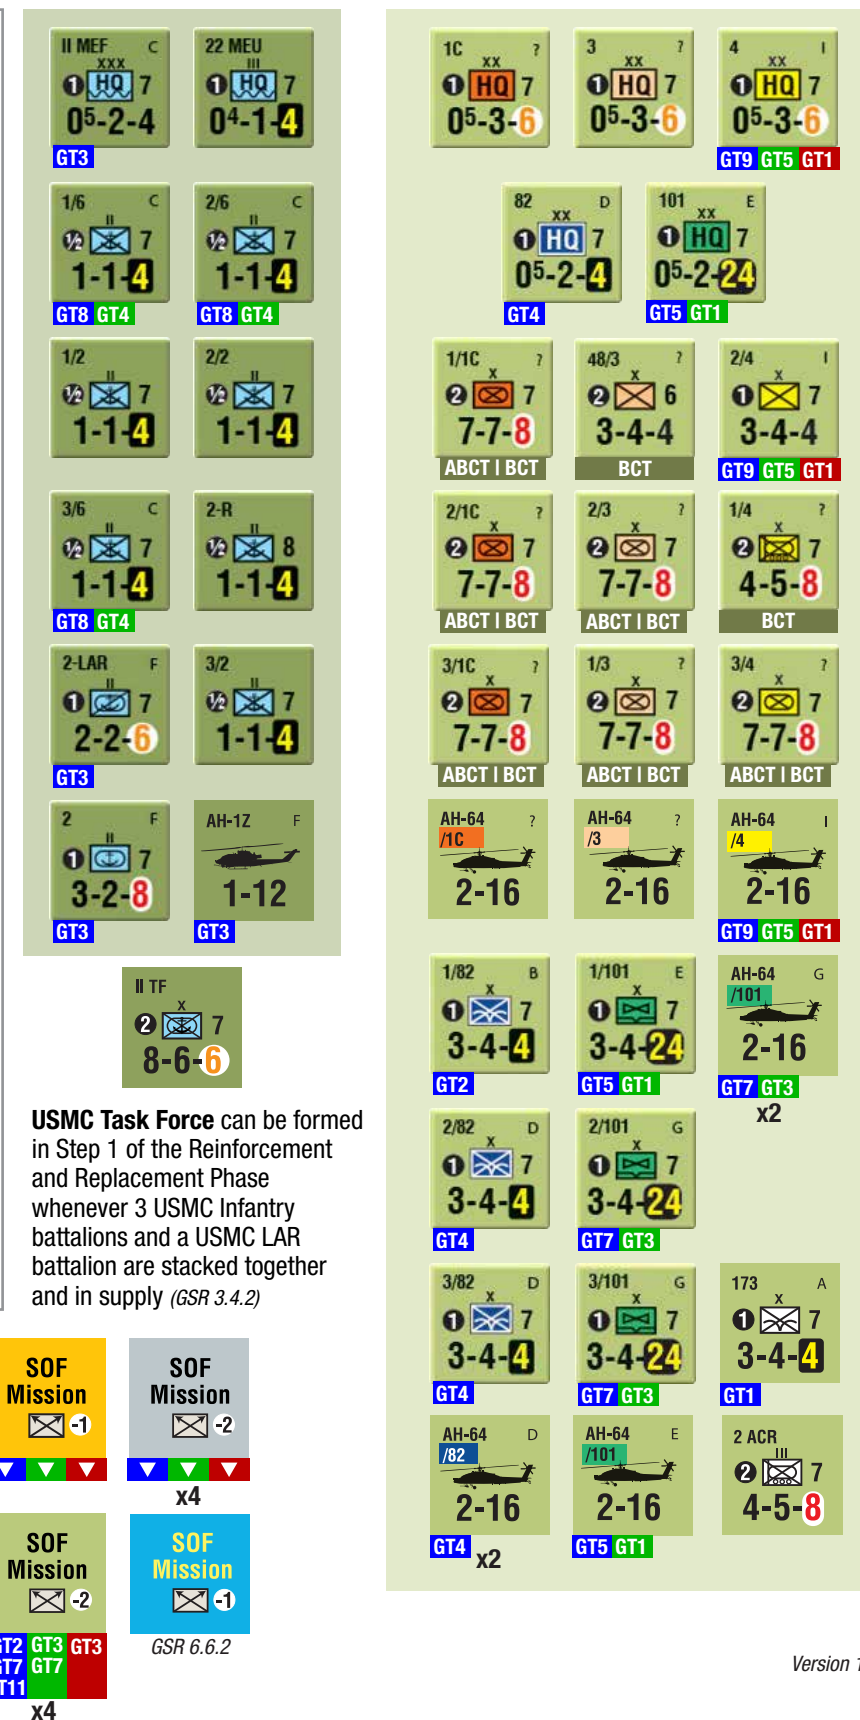 II MEF C
XXX
1 HQ 7
0⁵-2-4
GT3
22 MEU
III
1 HQ 7
0⁴-1-4
1/6 C
II
½ 7
1-1-4
GT8 GT4
2/6 C
II
½ 7
1-1-4
GT8 GT4
1/2
II
½ 7
1-1-4
2/2
II
½ 7
1-1-4
3/6 C
II
½ 7
1-1-4
GT8 GT4
2-R
II
½ 8
1-1-4
2-LAR F
II
1 7
2-2-6
GT3
3/2
II
½ 7
1-1-4
2 F
II
1 7
3-2-8
GT3
AH-1Z F
1-12
GT3
II TF
X
2 7
8-6-6
USMC Task Force can be formed
in Step 1 of the Reinforcement
and Replacement Phase
whenever 3 USMC Infantry
battalions and a USMC LAR
battalion are stacked together
and in supply (GSR 3.4.2)
SOF
Mission
-1
SOF
Mission
-2
x4
SOF
Mission
-2
GT3 GT3
GT7
x4
SOF
Mission
-1
GSR 6.6.2
1C ?
XX
1 HQ 7
0⁵-3-6
3 ?
XX
1 HQ 7
0⁵-3-6
4 I
XX
1 HQ 7
0⁵-3-6
GT9 GT5 GT1
82 D
XX
1 HQ 7
0⁵-2-4
GT4
101 E
XX
1 HQ 7
0⁵-2-24
GT5 GT1
1/1C ?
X
2 7
7-7-8
ABCT | BCT
48/3 ?
X
2 6
3-4-4
BCT
2/4 I
X
1 7
3-4-4
GT9 GT5 GT1
2/1C ?
X
2 7
7-7-8
ABCT | BCT
2/3 ?
X
2 7
7-7-8
ABCT | BCT
1/4 ?
X
2 7
4-5-8
BCT
3/1C ?
X
2 7
7-7-8
ABCT | BCT
1/3 ?
X
2 7
7-7-8
ABCT | BCT
3/4 ?
X
2 7
7-7-8
ABCT | BCT
AH-64 ?
/1C
2-16
AH-64 ?
/3
2-16
AH-64 I
/4
2-16
GT9 GT5 GT1
1/82 B
X
1 7
3-4-4
GT2
1/101 E
X
1 7
3-4-24
GT5 GT1
AH-64 G
/101
2-16
GT7 GT3
x2
2/82 D
X
1 7
3-4-4
GT4
2/101 G
X
1 7
3-4-24
GT7 GT3
3/82 D
X
1 7
3-4-4
GT4
3/101 G
X
1 7
3-4-24
GT7 GT3
173 A
X
1 7
3-4-4
GT1
AH-64 D
/82
2-16
GT4 x2
AH-64 E
/101
2-16
GT5 GT1
2 ACR
III
2 7
4-5-8
Version 1